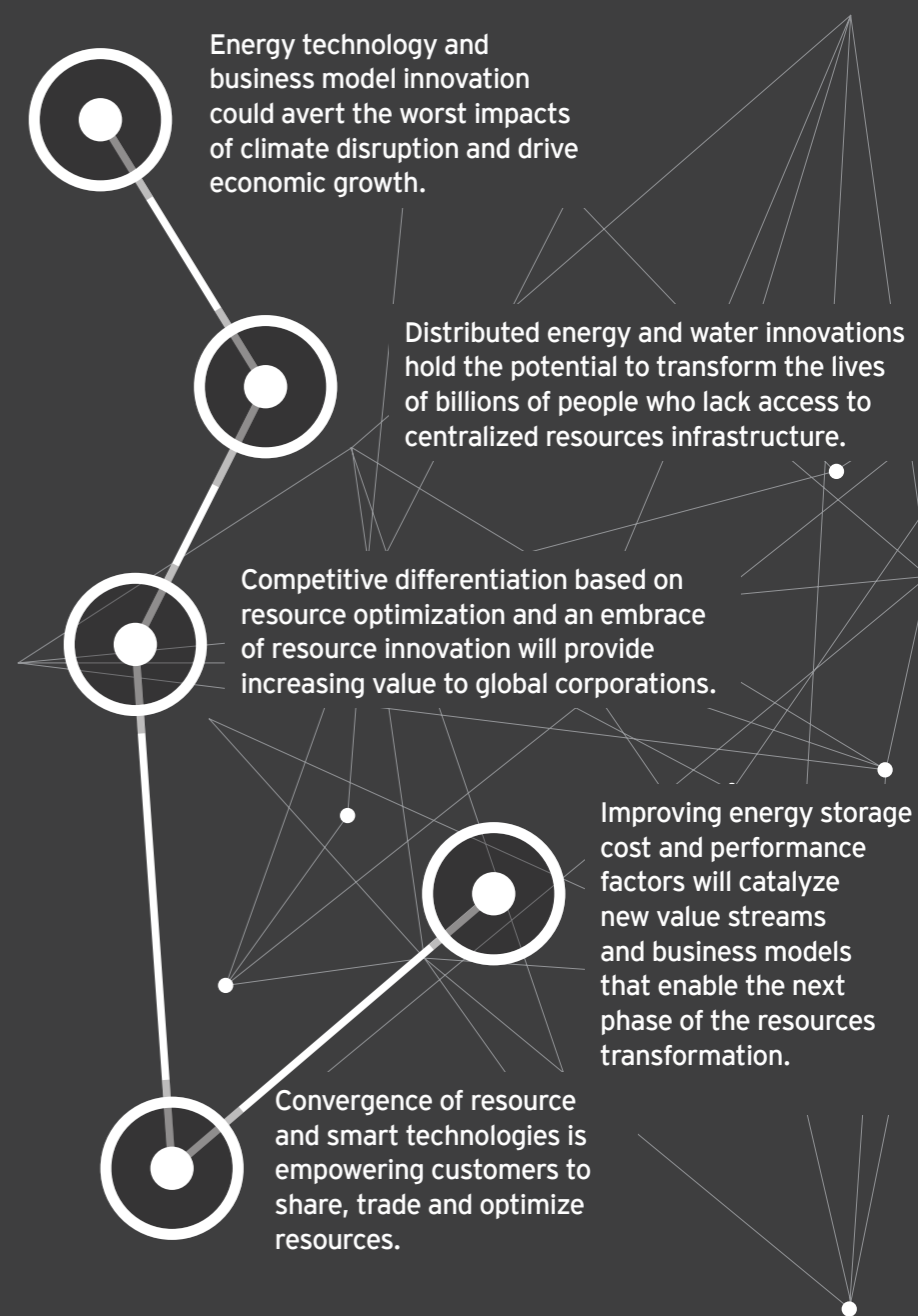 Energy technology and
business model innovation
could avert the worst impacts
of climate disruption and drive
economic growth.
Distributed energy and water innovations
hold the potential to transform the lives
of billions of people who lack access to
centralized resources infrastructure.
Competitive differentiation based on
resource optimization and an embrace
of resource innovation will provide
increasing value to global corporations.
Improving energy storage
cost and performance
factors will catalyze
new value streams
and business models
that enable the next
phase of the resources
transformation.
Convergence of resource
and smart technologies is
empowering customers to
share, trade and optimize
resources.